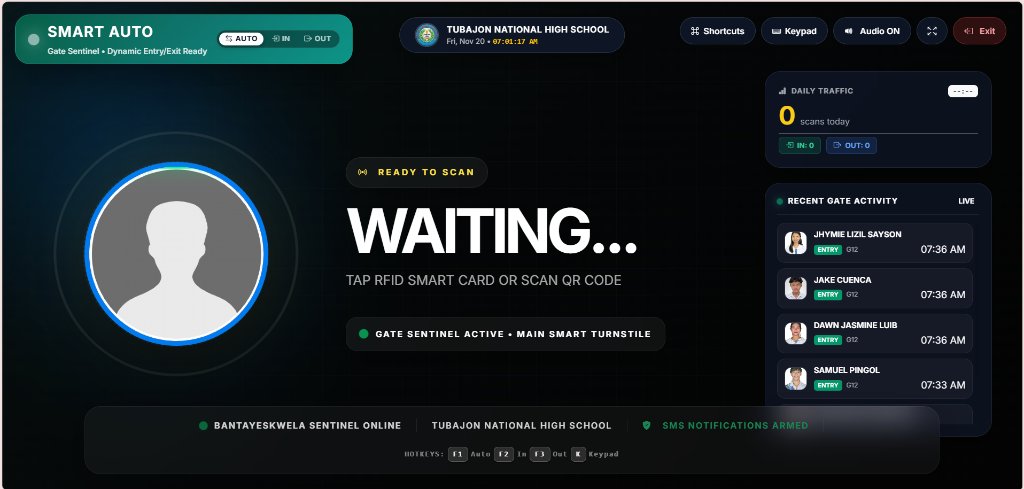 SMART AUTO
Gate Sentinel • Dynamic Entry/Exit Ready
AUTO IN OUT
TUBAJON NATIONAL HIGH SCHOOL
Fri, Nov 20 • 07:01:17 AM
Shortcuts
Keypad
Audio ON
Exit
DAILY TRAFFIC
--:--
0 scans today
IN: 0 OUT: 0
READY TO SCAN
WAITING...
TAP RFID SMART CARD OR SCAN QR CODE
GATE SENTINEL ACTIVE • MAIN SMART TURNSTILE
RECENT GATE ACTIVITY LIVE
JHYMIE LIZIL SAYSON
ENTRY G12 07:36 AM
JAKE CUENCA
ENTRY G12 07:36 AM
DAWN JASMINE LUIB
ENTRY G12 07:36 AM
SAMUEL PINGOL
ENTRY G12 07:33 AM
BANTAYESKWELA SENTINEL ONLINE TUBAJON NATIONAL HIGH SCHOOL SMS NOTIFICATIONS ARMED
HOTKEYS: F1 Auto F2 In F3 Out K Keypad